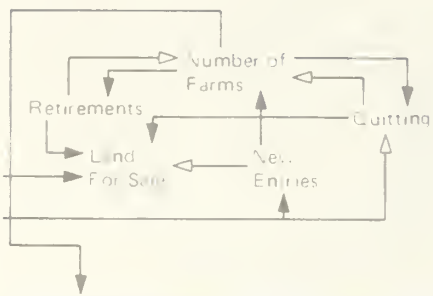 Number of
Farms
Retirements
Quitting
Land
For Sale
New
Entries